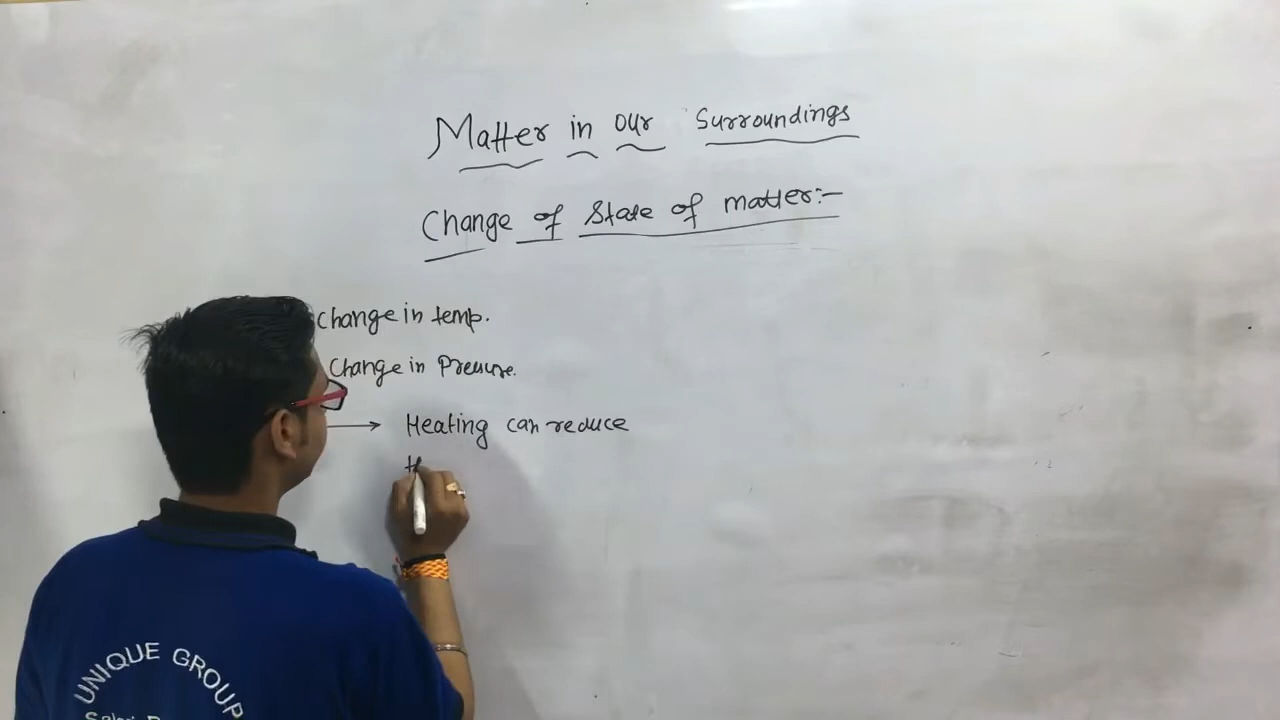 Matter in our Surroundings
Change of State of matter:-
Change in temp.
Change in Pressure.
→ Heating can reduce
UNIQUE GROUP